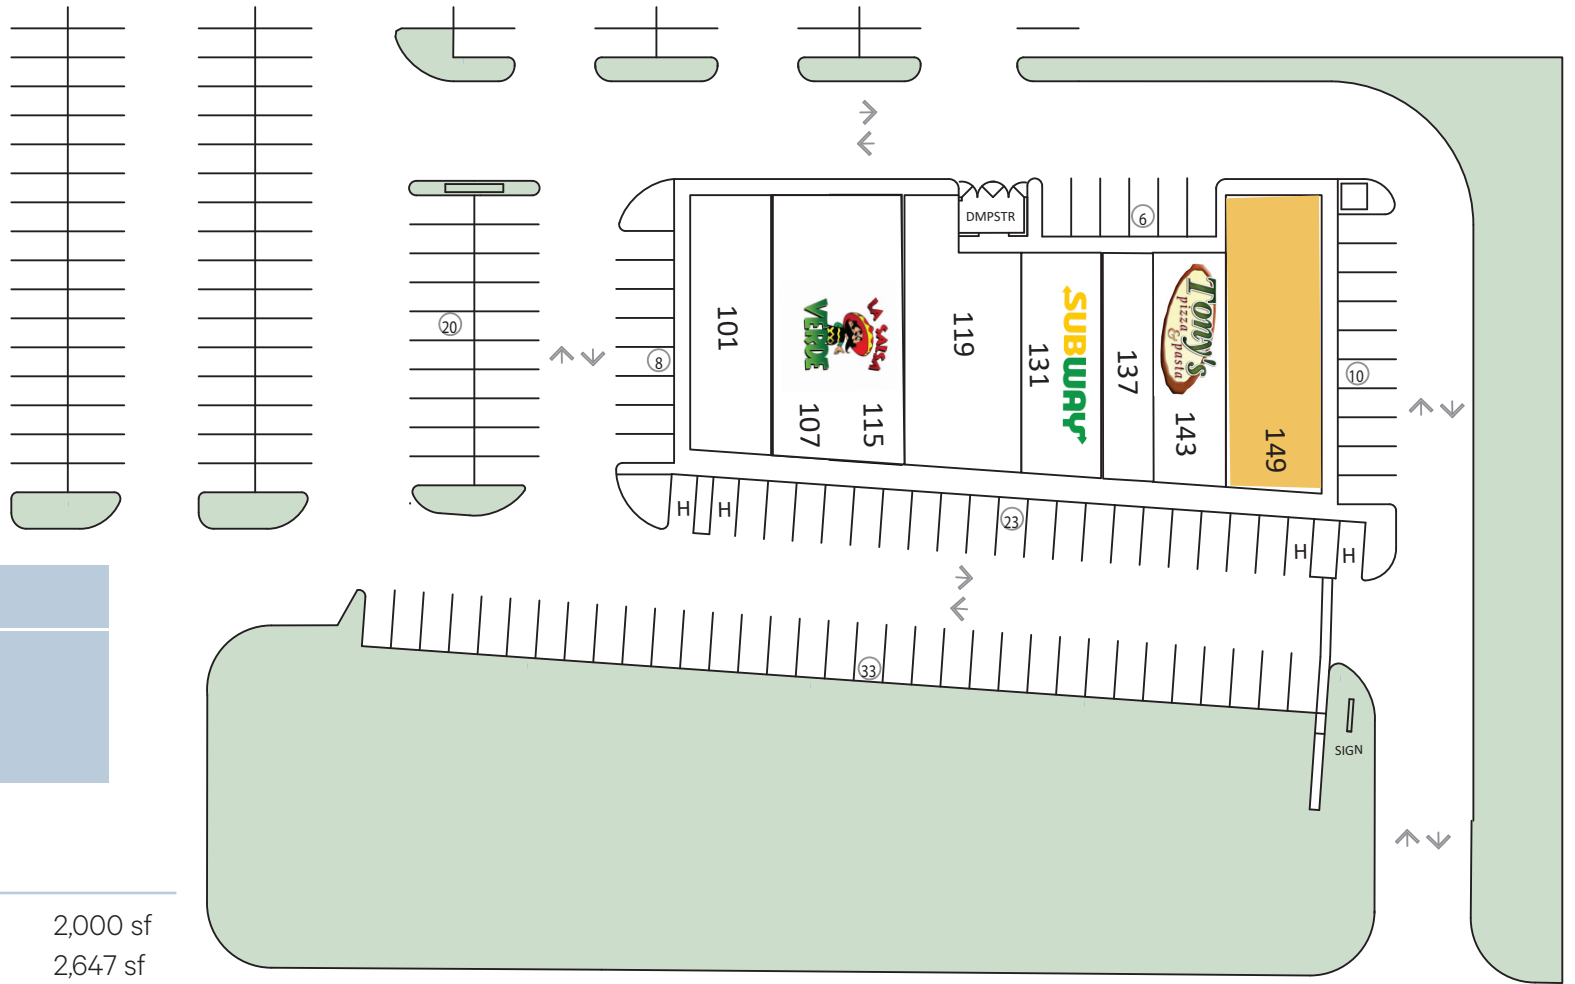 DMPSTR
6
20
8
10
101
VERDE
LA SALSA
107
115
119
131
SUBWAY
137
Tony's
pizza & pasta
143
149
H
H
23
H
H
33
SIGN
2,000 sf
2,647 sf